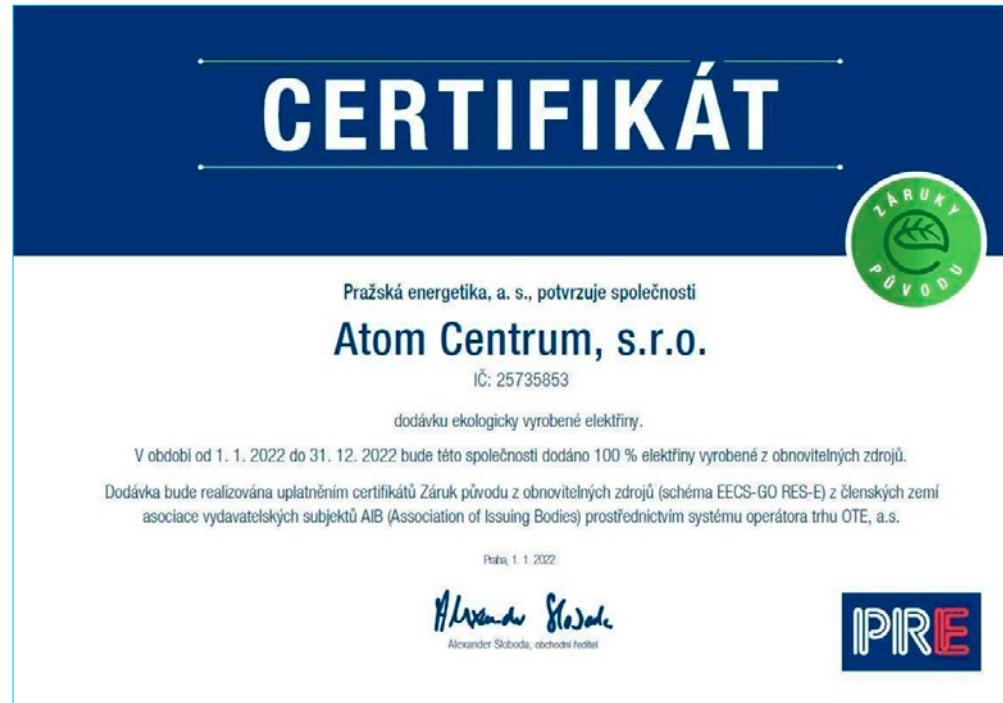 CERTIFIKÁT
ZÁRUKY
PŮVODU
Pražská energetika, a. s., potvrzuje společnosti
Atom Centrum, s.r.o.
IČ: 25735853
dodávku ekologicky vyrobené elektřiny.
V období od 1. 1. 2022 do 31. 12. 2022 bude této společnosti dodáno 100 % elektřiny vyrobené z obnovitelných zdrojů.
Dodávka bude realizována uplatněním certifikátů Záruk původu z obnovitelných zdrojů (schéma EECS-GO RES-E) z členských zemí
asociace vydavatelských subjektů AIB (Association of Issuing Bodies) prostřednictvím systému operátora trhu OTE, a.s.
Praha, 1. 1. 2022
Alexander Sloboda
Alexander Sloboda, obchodní ředitel
PRE